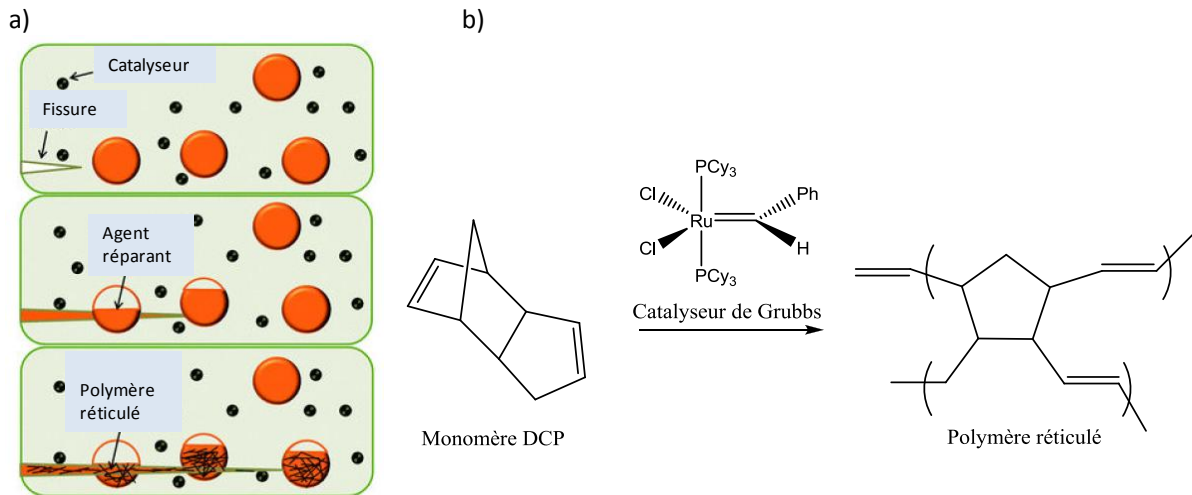 a)
Catalyseur
Fissure
Agent
réparant
Polymère
réticulé
b)
PCy3
Cl
Ru
Ph
Cl
H
PCy3
Catalyseur de Grubbs
Monomère DCP
Polymère réticulé